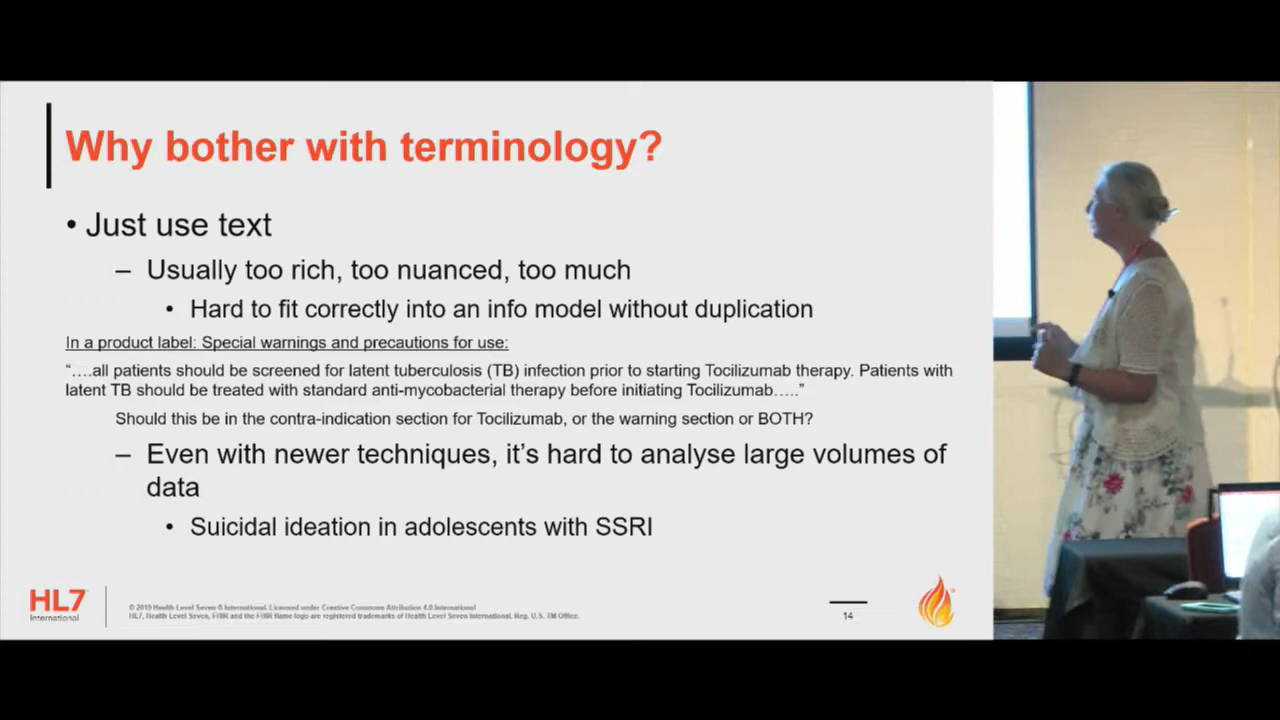 Why bother with terminology?
• Just use text
– Usually too rich, too nuanced, too much
• Hard to fit correctly into an info model without duplication
In a product label: Special warnings and precautions for use:
“….all patients should be screened for latent tuberculosis (TB) infection prior to starting Tocilizumab therapy. Patients with
latent TB should be treated with standard anti-mycobacterial therapy before initiating Tocilizumab…..”
Should this be in the contra-indication section for Tocilizumab, or the warning section or BOTH?
– Even with newer techniques, it’s hard to analyse large volumes of
data
• Suicidal ideation in adolescents with SSRI
HL7
International
© 2019 Health Level Seven ® International. Licensed under Creative Commons Attribution 4.0 International
HL7, Health Level Seven, FHIR and the FHIR flame logo are registered trademarks of Health Level Seven International. Reg. U.S. TM Office.
14